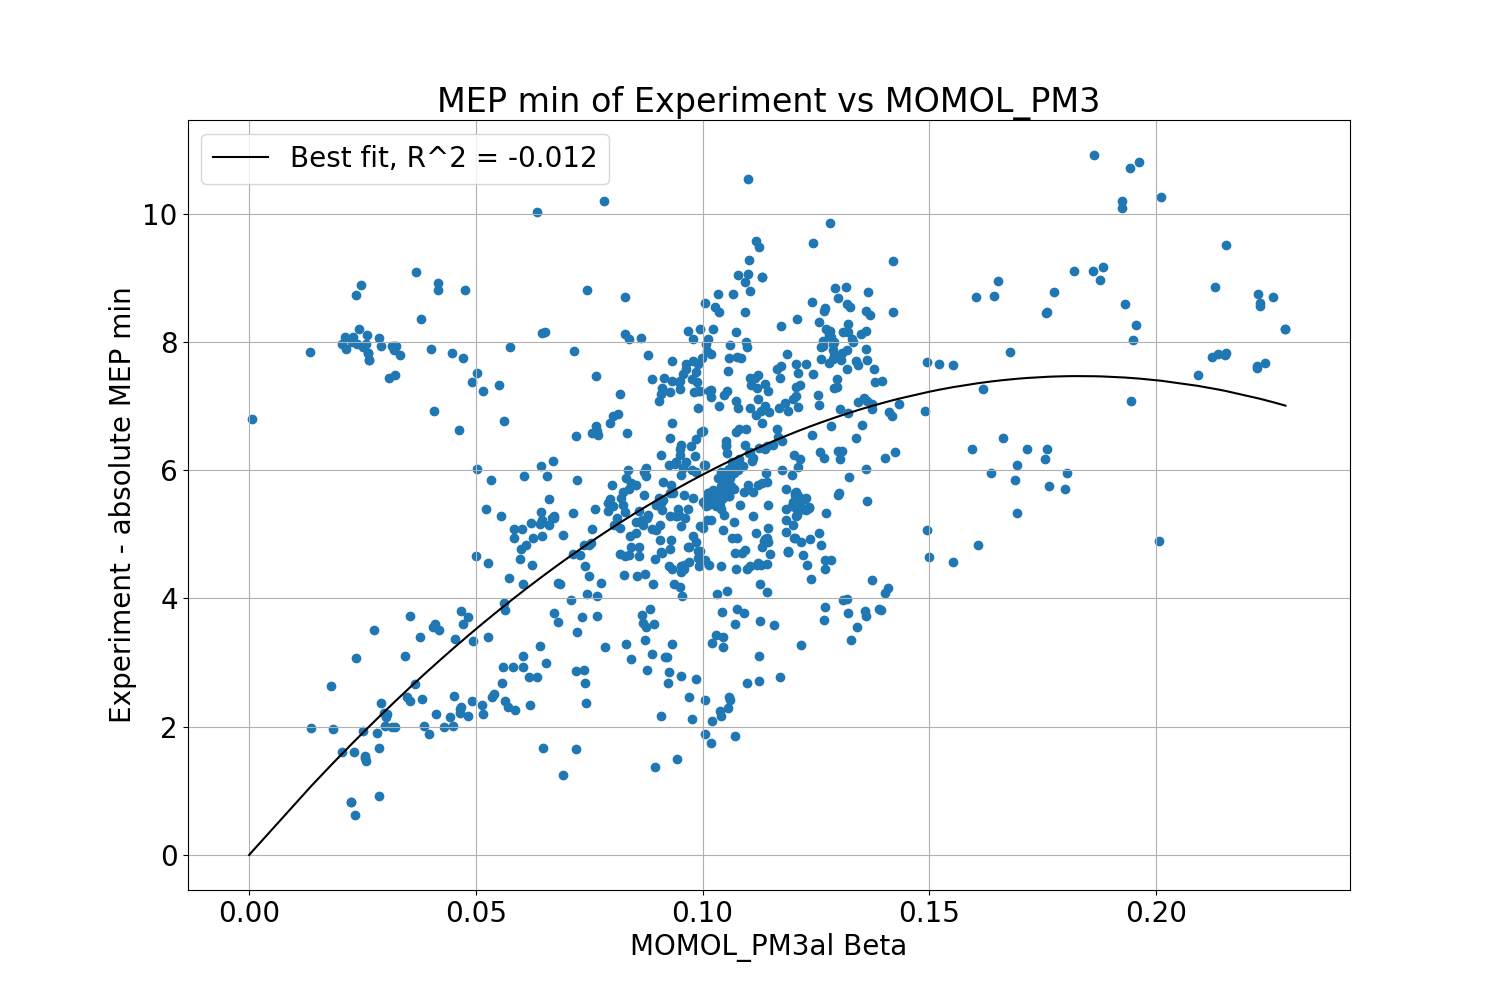 MEP min of Experiment vs MOMOL_PM3
Best fit, R^2 = -0.012
Experiment - absolute MEP min
10
8
6
4
2
0
0.00 0.05 0.10 0.15 0.20
MOMOL_PM3al Beta